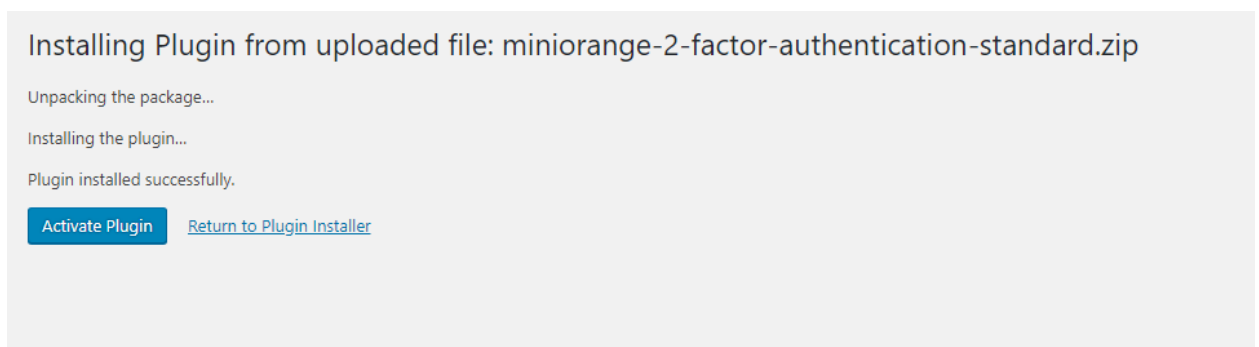 Installing Plugin from uploaded file: miniorange-2-factor-authentication-standard.zip
Unpacking the package...
Installing the plugin...
Plugin installed successfully.
Activate Plugin Return to Plugin Installer